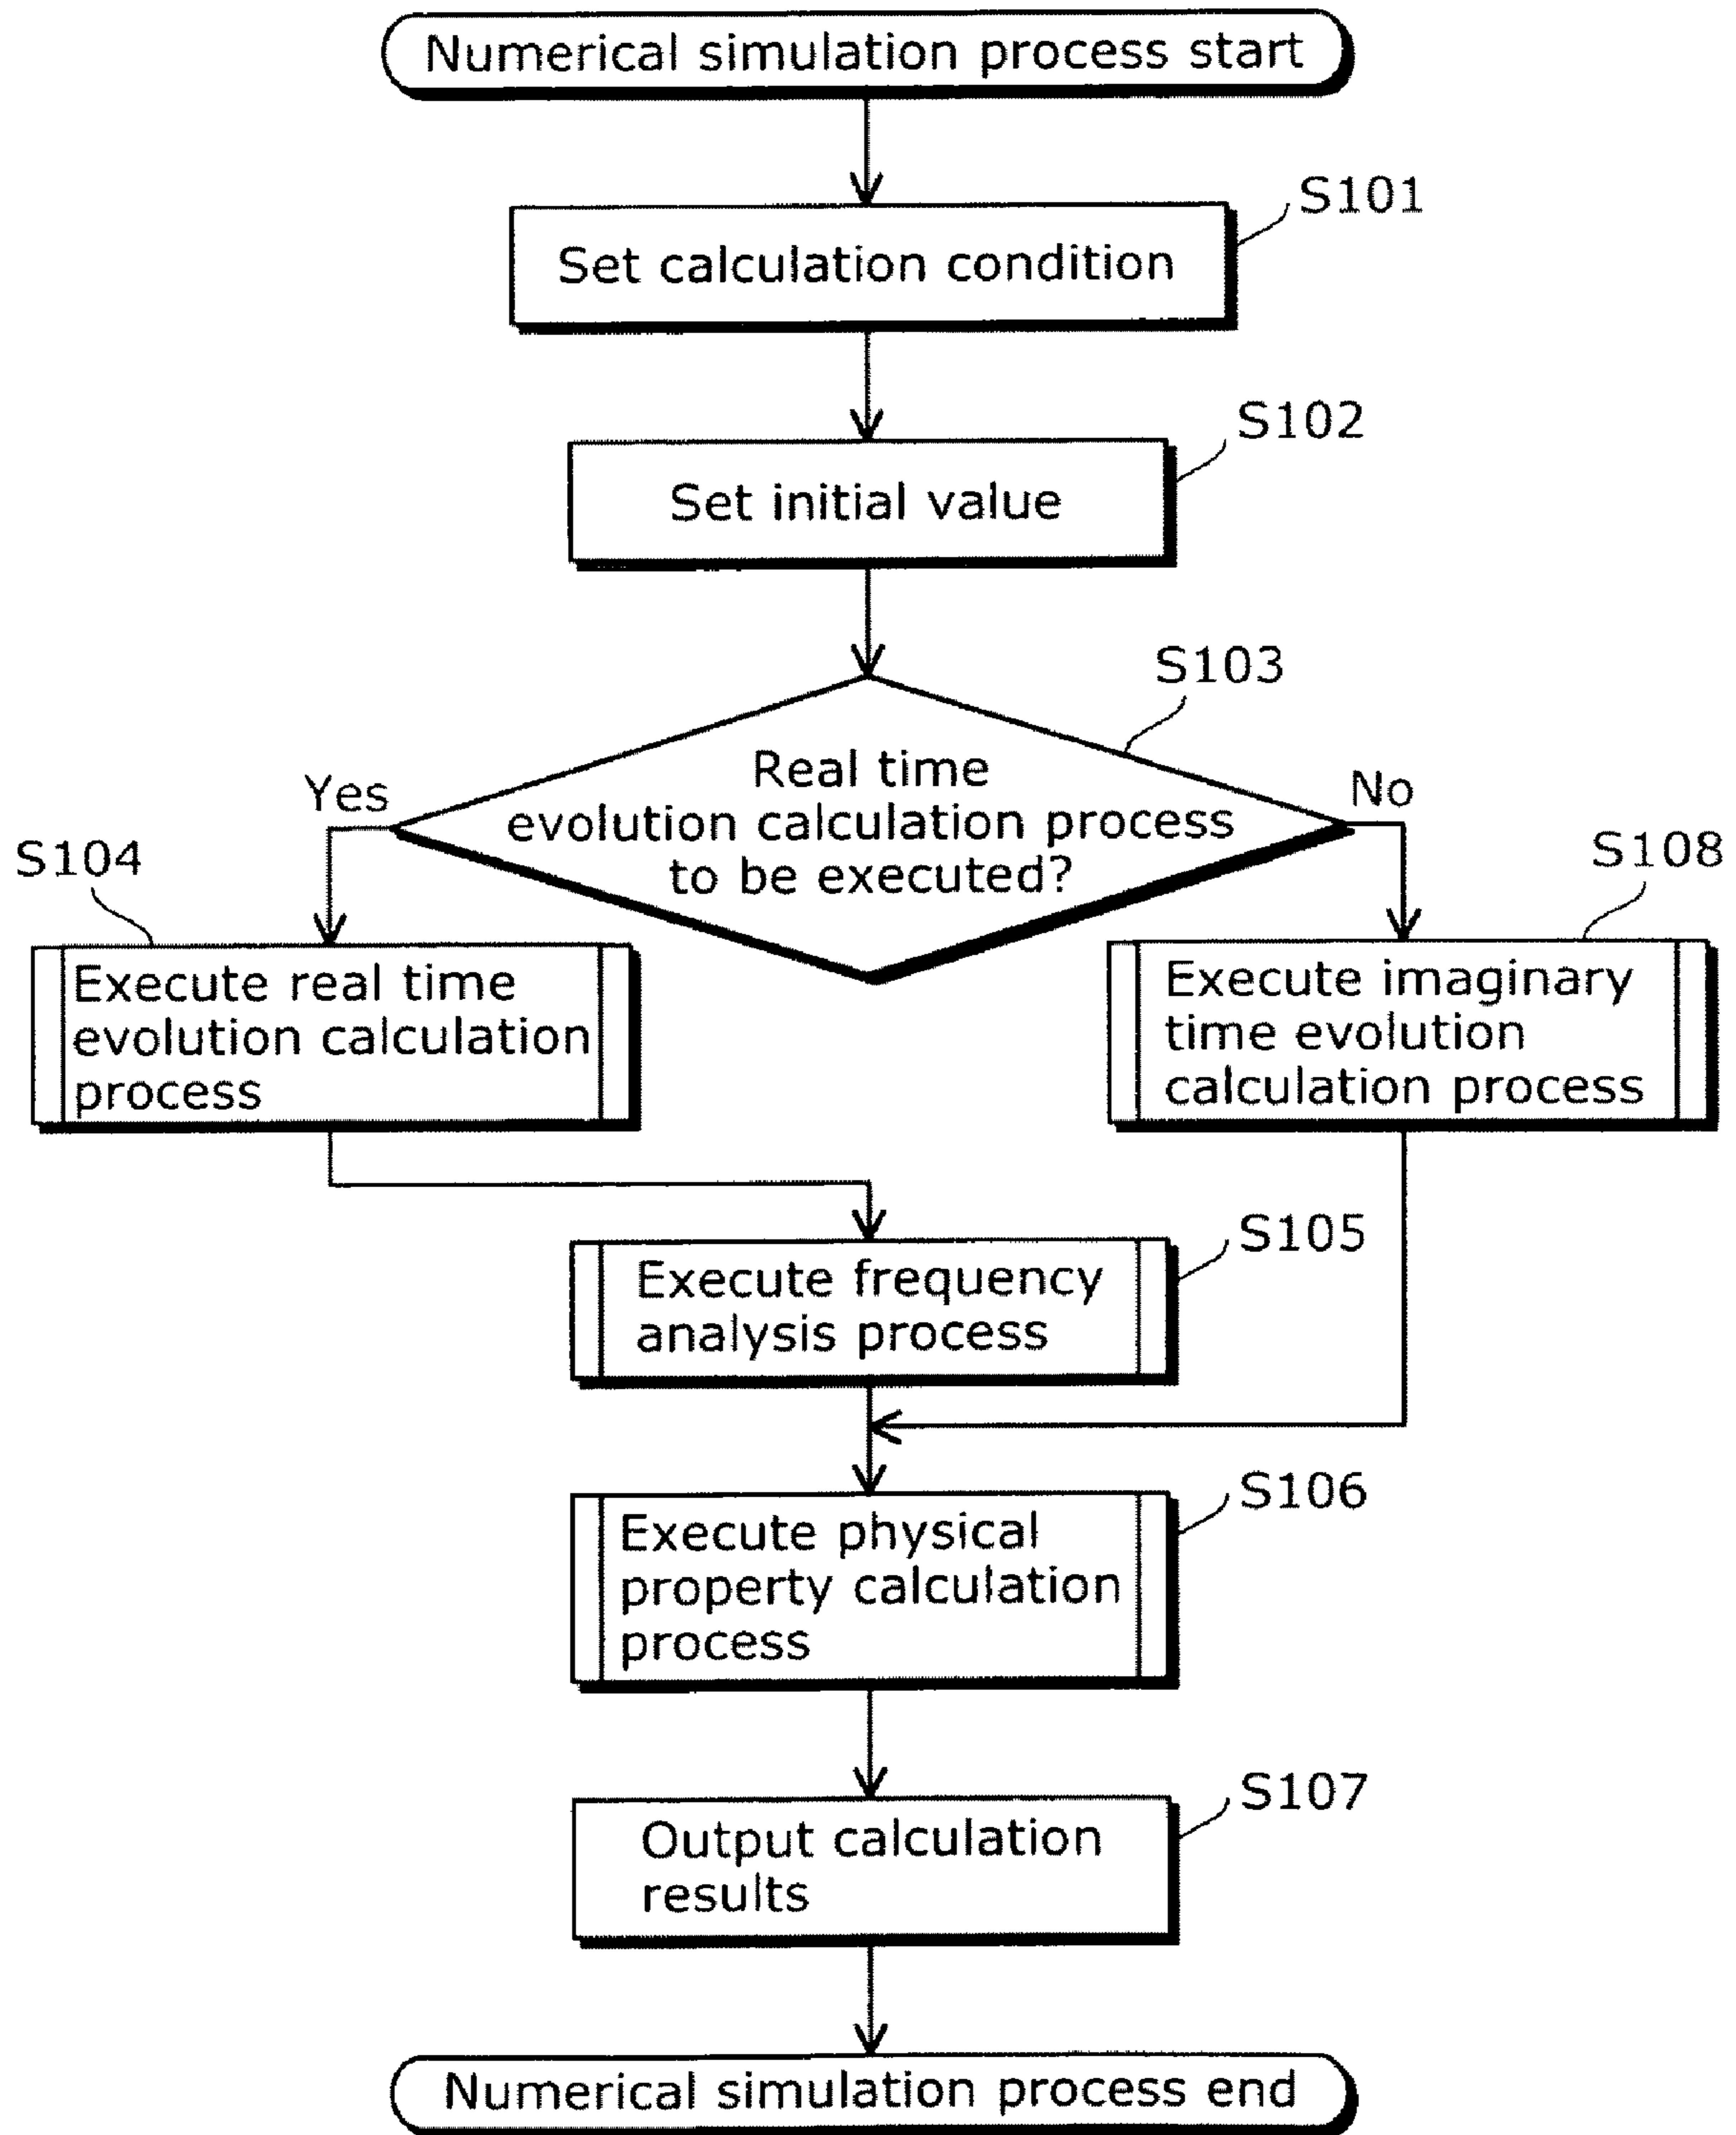 Numerical simulation process start
S101
Set calculation condition
S102
Set initial value
S103
Real time
evolution calculation process
to be executed?
Yes
No
S104
Execute real time
evolution calculation
process
S108
Execute imaginary
time evolution
calculation process
S105
Execute frequency
analysis process
S106
Execute physical
property calculation
process
S107
Output calculation
results
Numerical simulation process end